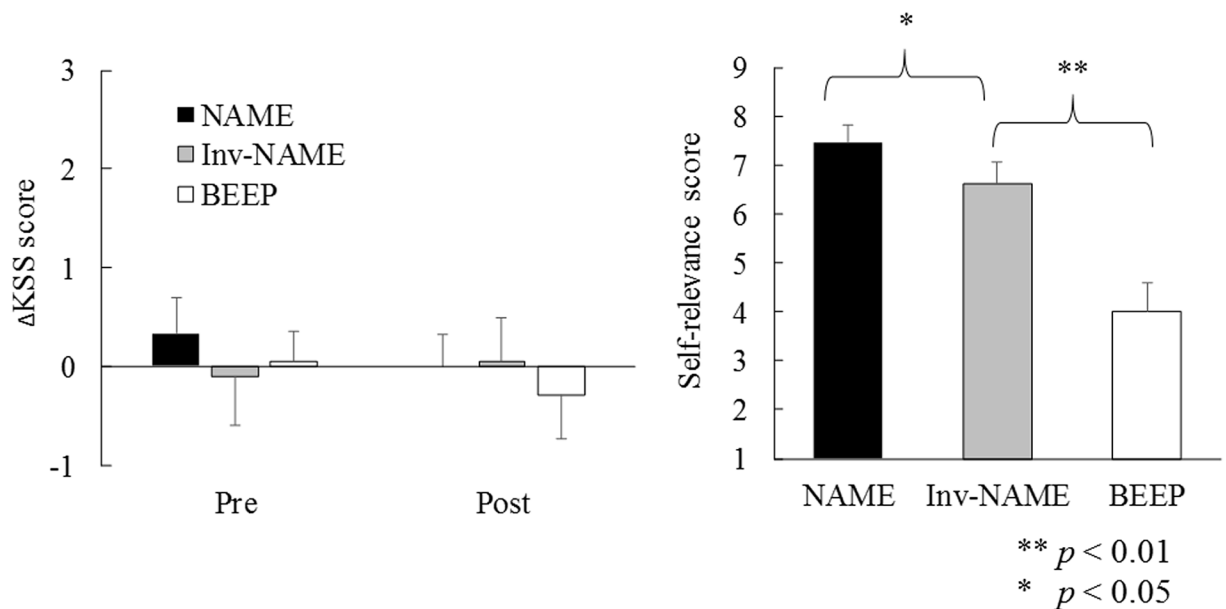 3
2
1
0
-1
ΔKSS score
NAME
Inv-NAME
BEEP
Pre
Post
*
**
9
8
7
6
5
4
3
2
1
Self-relevance score
NAME
Inv-NAME
BEEP
** p < 0.01
* p < 0.05